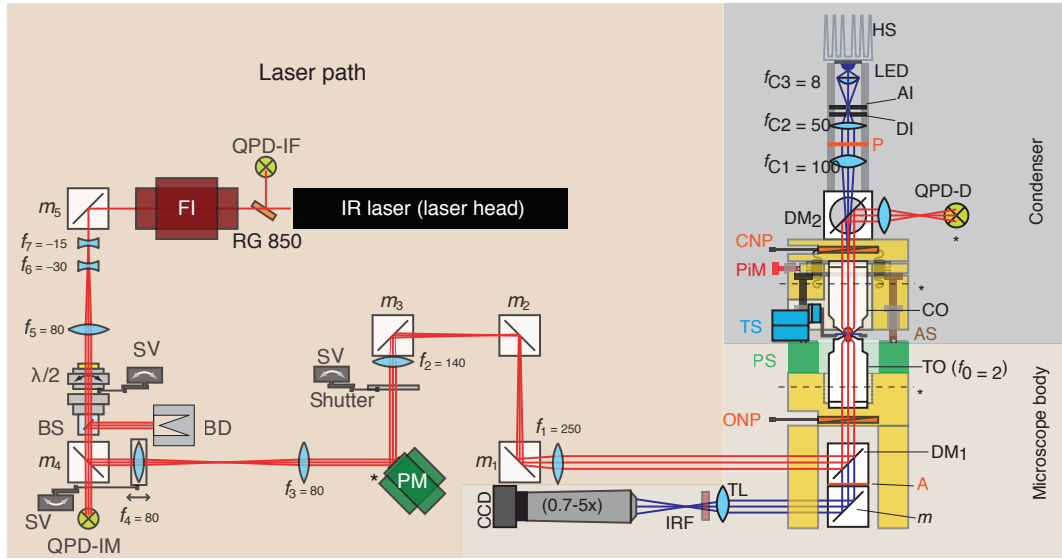 Laser path
QPD-IF
m5
FI
IR laser (laser head)
RG 850
f7 = −15
f6 = −30
f5 = 80
SV
λ/2
BS
BD
m4
SV
f4 = 80
QPD-IM
f3 = 80
m3
m2
SV
Shutter
f2 = 140
*
PM
f1 = 250
m1
HS
LED
fC3 = 8
AI
fC2 = 50
DI
P
fC1 = 100
QPD-D
DM2
*
CNP
PiM
*
CO
TS
AS
PS
TO (f0 = 2)
*
ONP
DM1
A
TL
CCD
(0.7-5x)
IRF
m
Condenser
Microscope body